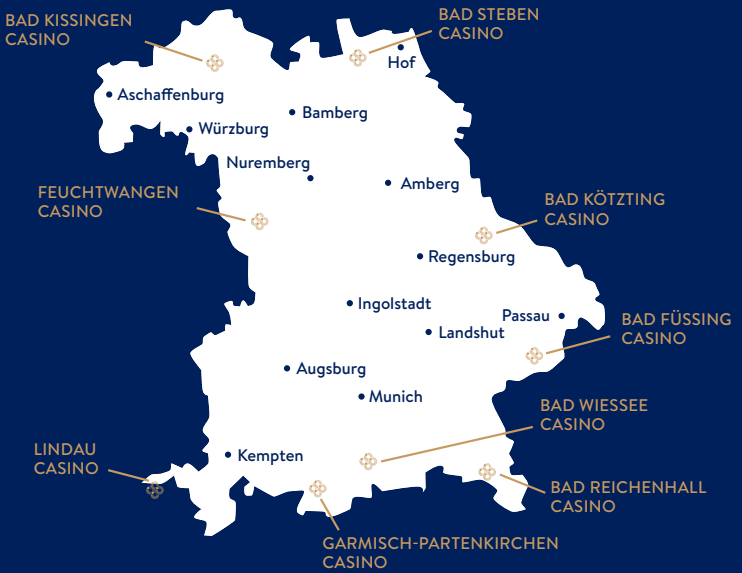 BAD KISSINGEN
CASINO
BAD STEBEN
CASINO
Hof
Aschaffenburg
Bamberg
Würzburg
Nuremberg
Amberg
FEUCHTWANGEN
CASINO
BAD KÖTZTING
CASINO
Regensburg
Ingolstadt
Passau
Landshut
BAD FÜSSING
CASINO
Augsburg
Munich
BAD WIESSEE
CASINO
LINDAU
CASINO
Kempten
BAD REICHENHALL
CASINO
GARMISCH-PARTENKIRCHEN
CASINO